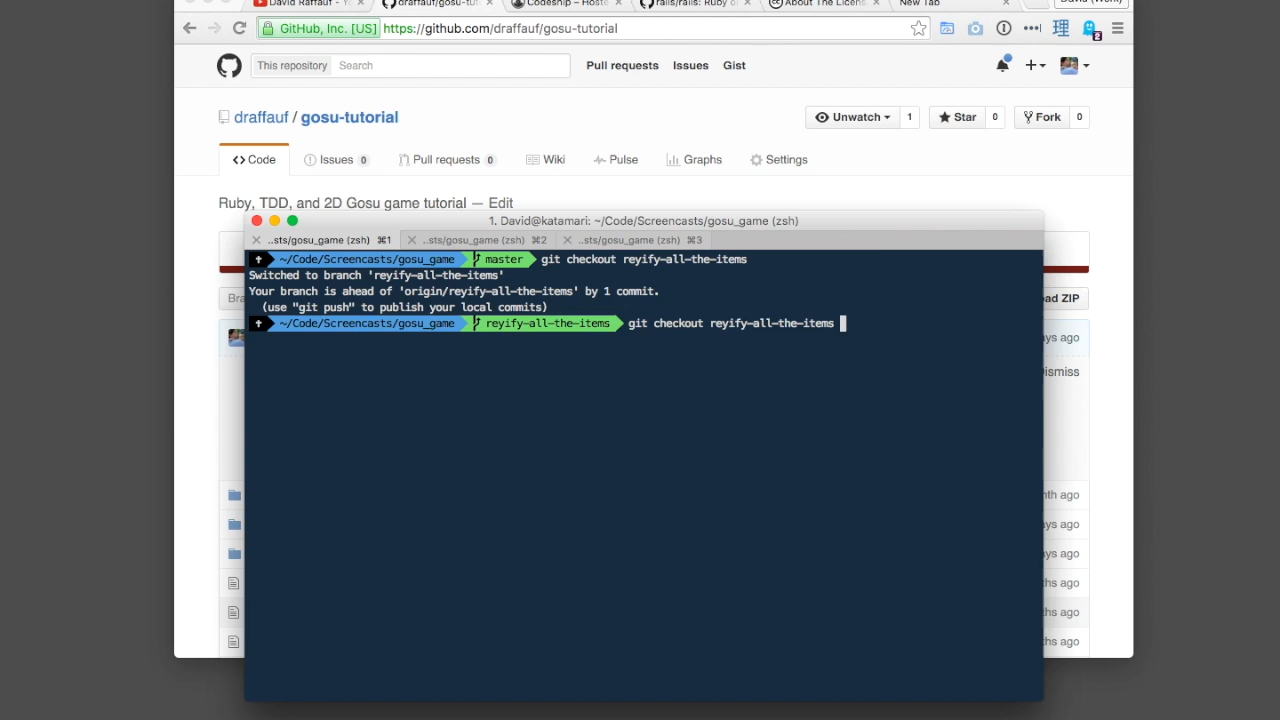 David Raffauf - Y
draffauf/gosu-tut
Codeship – Hoste
rails/rails: Ruby o
About The Licens
New Tab
David (Work)
GitHub, Inc. [US] https://github.com/draffauf/gosu-tutorial
2
This repository Search Pull requests Issues Gist
draffauf / gosu-tutorial Unwatch 1 Star 0 Fork 0
Code Issues 0 Pull requests 0 Wiki Pulse Graphs Settings
Ruby, TDD, and 2D Gosu game tutorial — Edit
1. David@katamari: ~/Code/Screencasts/gosu_game (zsh)
..sts/gosu_game (zsh) ⌘1 ..sts/gosu_game (zsh) ⌘2 ..sts/gosu_game (zsh) ⌘3
~/Code/Screencasts/gosu_game master git checkout reyify-all-the-items
Switched to branch 'reyify-all-the-items'
Your branch is ahead of 'origin/reyify-all-the-items' by 1 commit.
(use "git push" to publish your local commits)
~/Code/Screencasts/gosu_game reyify-all-the-items git checkout reyify-all-the-items
Bra
ad ZIP
ys ago
ismiss
nth ago
ys ago
ys ago
ths ago
ths ago
ths ago